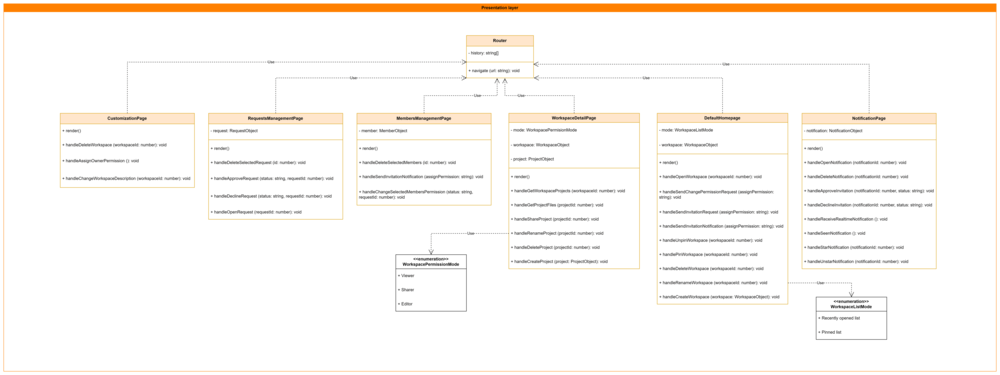 Presentation layer
Router
- history: string[]
+ navigate (url: string): void
Use
Use
Use
Use
Use
Use
CustomizationPage
+ render()
+ handleDeleteWorkspace (workspaceId: number): void
+ handleAssignOwnerPermission (): void
+ handleChangeWorkspaceDescription (workspaceId: number): void
RequestsManagementPage
- request: RequestObject
+ render()
+ handleDeleteSelectedRequest (id: number): void
+ handleApproveRequest (status: string, requestId: number): void
+ handleDeclineRequest (status: string, requestId: number): void
+ handleOpenRequest (requestId: number): void
MembersManagementPage
- member: MemberObject
+ render()
+ handleDeleteSelectedMembers (id: number): void
+ handleSendInvitationNotification (assignPermission: string): void
+ handleChangeSelectedMembersPermission (status: string,
requestId: number): void
WorkspaceDetailPage
- mode: WorkspacePermissionMode
- workspace: WorkspaceObject
- project: ProjectObject
+ render()
+ handleGetWorkspaceProjects (workspaceId: number): void
+ handleGetProjectFiles (projectId: number): void
+ handleShareProject (projectId: number): void
+ handleRenameProject (projectId: number): void
+ handleDeleteProject (projectId: number): void
+ handleCreateProject (project: ProjectObject): void
DefaultHomepage
- mode: WorkspaceListMode
- workspace: WorkspaceObject
+ render()
+ handleOpenWorkspace (workspaceId: number): void
+ handleSendChangePermissionRequest (assignPermission:
string): void
+ handleSendInvitationRequest (assignPermission: string): void
+ handleSendInvitationNotification (assignPermission: string): void
+ handleUnpinWorkspace (workspaceId: number): void
+ handlePinWorkspace (workspaceId: number): void
+ handleDeleteWorkspace (workspaceId: number): void
+ handleRenameWorkspace (workspaceId: number): void
+ handleCreateWorkspace (workspace: WorkspaceObject): void
NotificationPage
- notification: NotificationObject
+ render()
+ handleOpenNotification (notificationId: number): void
+ handleDeleteNotification (notificationId: number): void
+ handleApproveInvitation (notificationId: number, status: string): void
+ handleDeclineInvitation (notificationId: number, status: string): void
+ handleReceiveRealtimeNotification (): void
+ handleSeenNotification (): void
+ handleStarNotification (notificationId: number): void
+ handleUnstarNotification (notificationId: number): void
Use
<<enumeration>>
WorkspacePermissionMode
+ Viewer
+ Sharer
+ Editor
Use
<<enumeration>>
WorkspaceListMode
+ Recently opened list
+ Pinned list